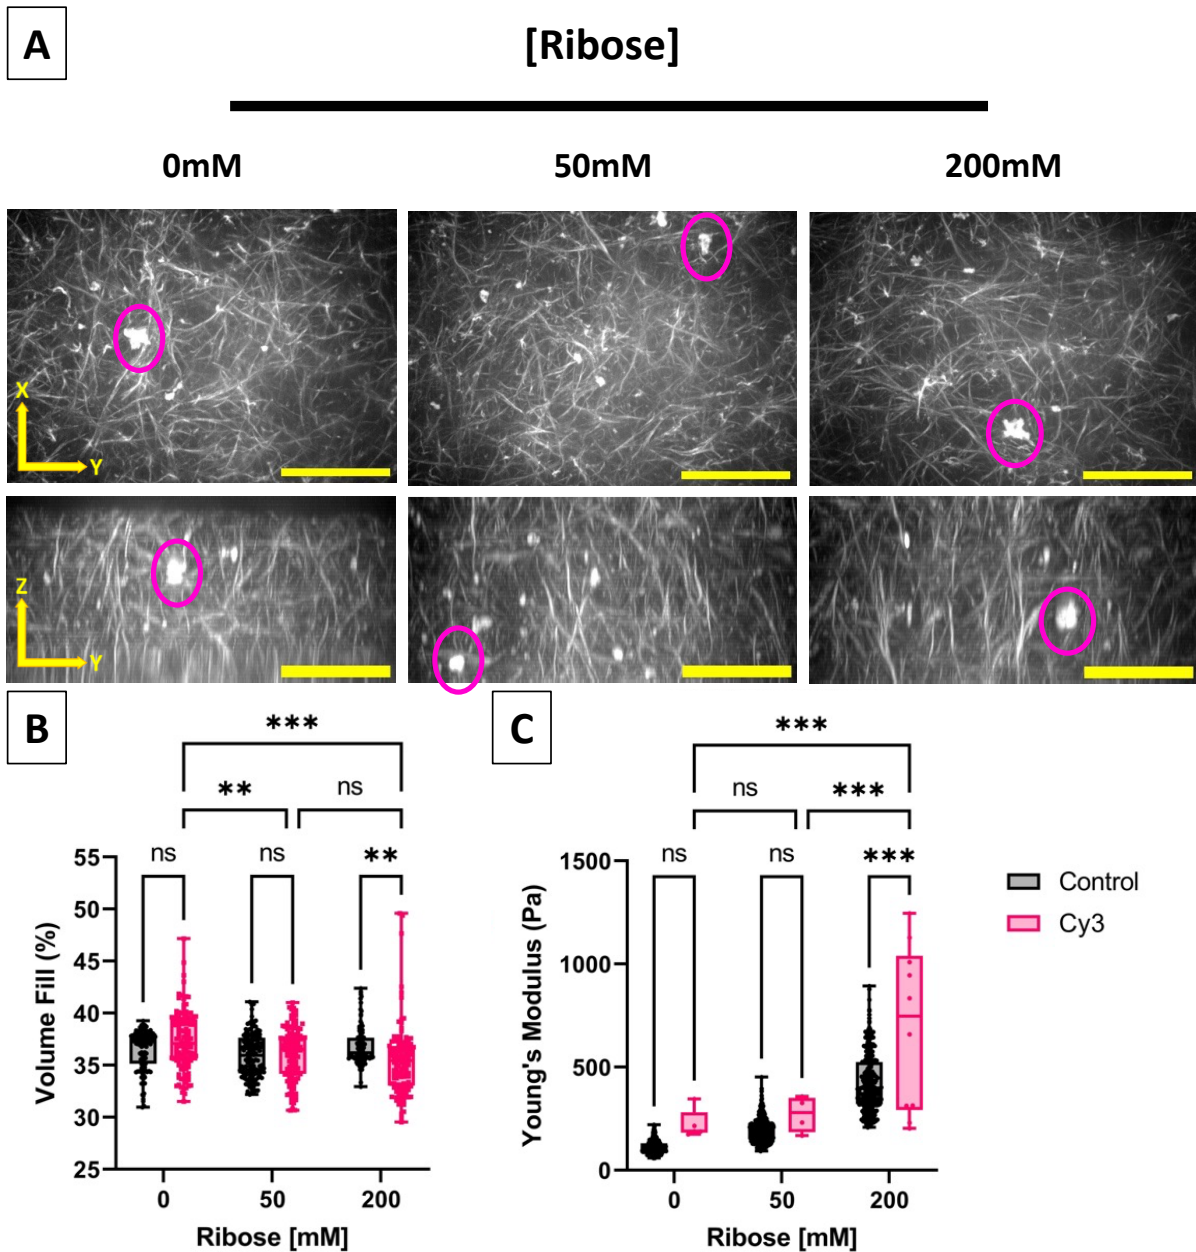 A
[Ribose]
0mM
50mM
200mM
X
Y
Z
Y
B
***
**
ns
ns
ns
**
55
50
45
40
35
30
25
Volume Fill (%)
0
50
200
Ribose [mM]
C
***
ns
***
ns
ns
***
1500
1000
500
0
Young's Modulus (Pa)
0
50
200
Ribose [mM]
Control
Cy3